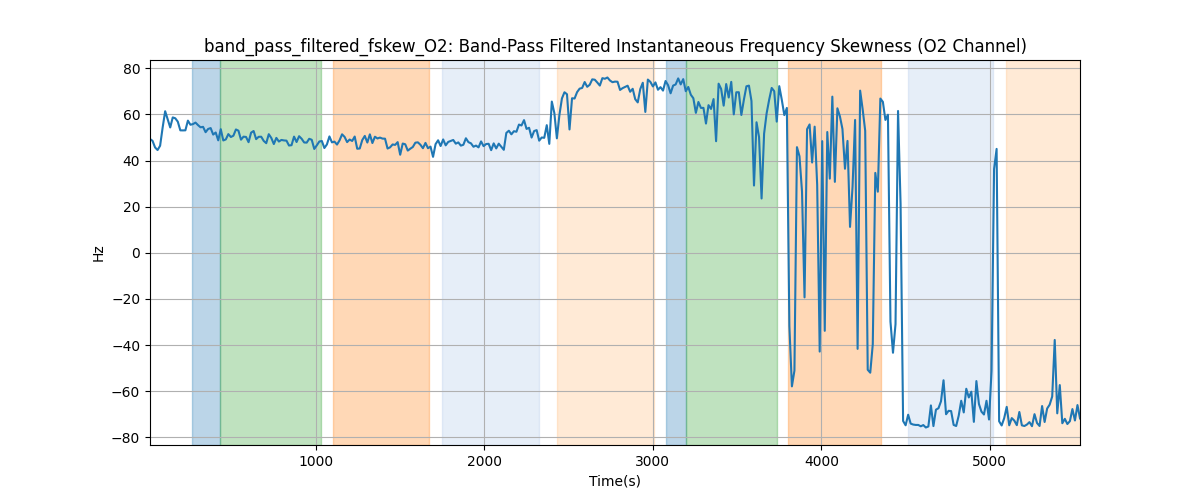 band_pass_filtered_fskew_O2: Band-Pass Filtered Instantaneous Frequency Skewness (O2 Channel)
80
60
40
20
0
−20
−40
−60
−80
Hz
1000 2000 3000 4000 5000
Time(s)